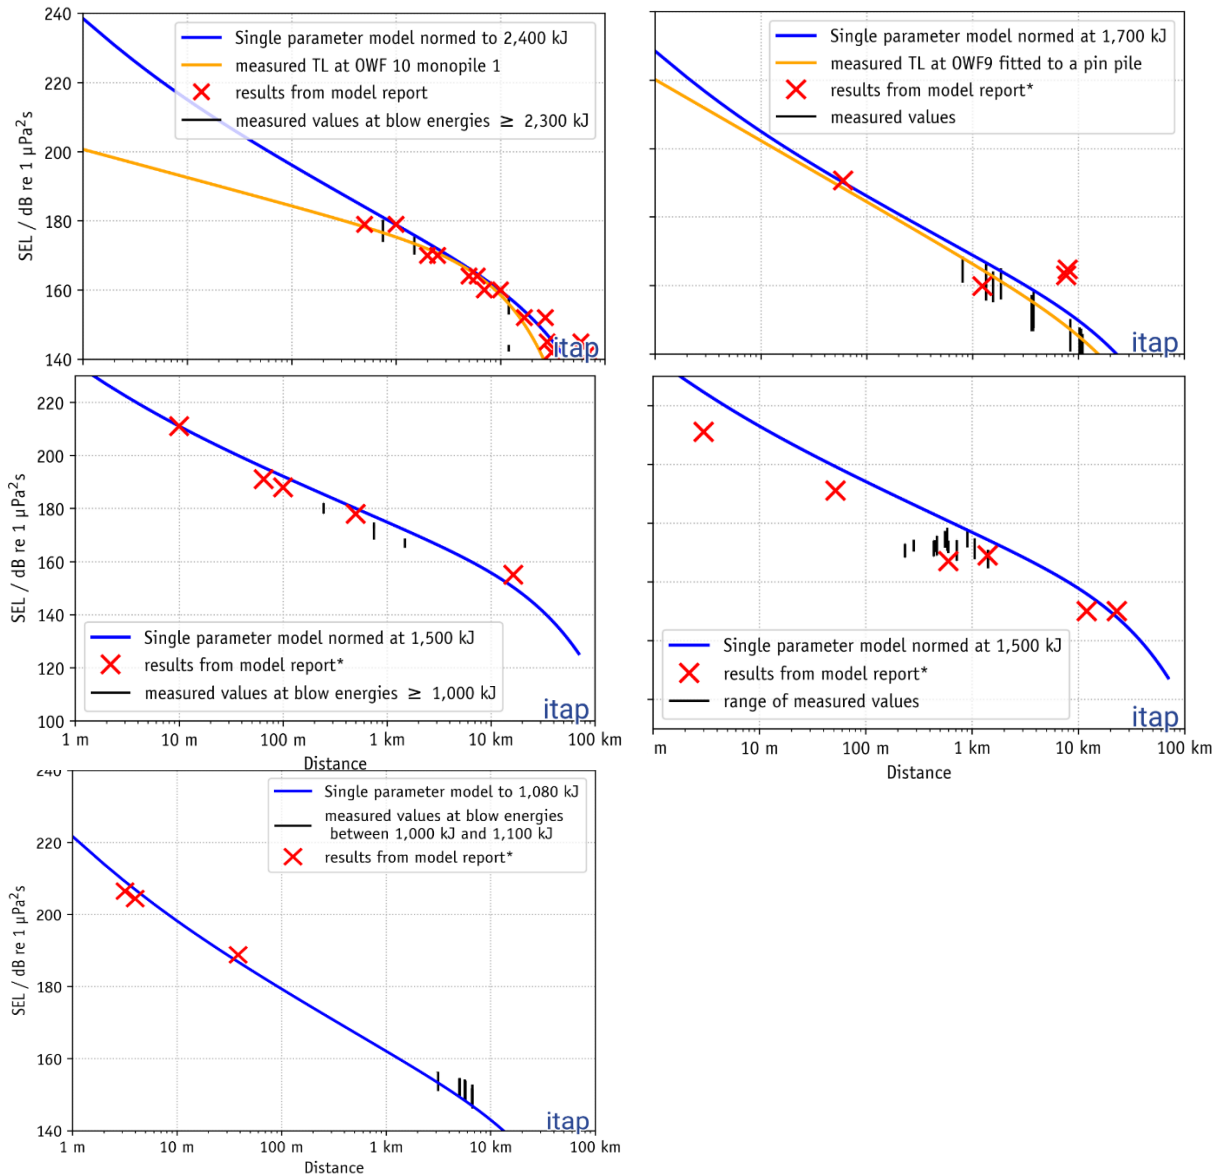 240
220
200
180
160
140
SEL / dB re 1 µPa²s
Single parameter model normed to 2,400 kJ
measured TL at OWF 10 monopile 1
results from model report
measured values at blow energies ≥ 2,300 kJ
itap
Single parameter model normed at 1,700 kJ
measured TL at OWF9 fitted to a pin pile
results from model report*
measured values
itap
220
200
180
160
140
120
100
SEL / dB re 1 µPa²s
Single parameter model normed at 1,500 kJ
results from model report*
measured values at blow energies ≥ 1,000 kJ
itap
1 m 10 m 100 m 1 km 10 km 100 km
Distance
Single parameter model normed at 1,500 kJ
results from model report*
range of measured values
itap
m m 100 m 1 km 10 km 100 km
Distance
240
220
200
180
160
140
SEL / dB re 1 µPa²s
Single parameter model to 1,080 kJ
measured values at blow energies
between 1,000 kJ and 1,100 kJ
results from model report*
itap
1 m 10 m 100 m 1 km 10 km 100 km
Distance